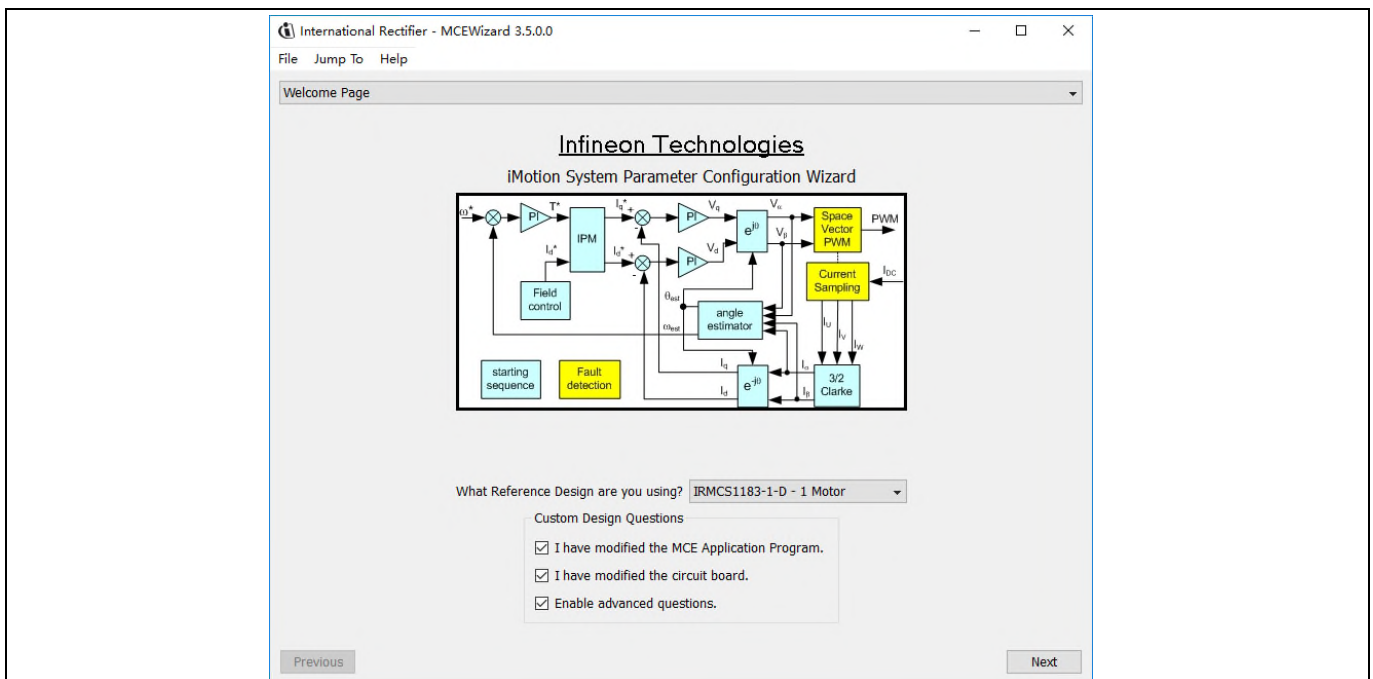 International Rectifier - MCEWizard 3.5.0.0
File Jump To Help
Welcome Page
Infineon Technologies
iMotion System Parameter Configuration Wizard
ω*
PI
T*
IPM
Iq*
+
-
PI
Vq
e^jθ
Vα
Vβ
Space
Vector
PWM
PWM
Id*
Id*
+
-
PI
Vd
Field
control
Current
Sampling
IDC
θest
ωest
angle
estimator
IU
IV
IW
starting
sequence
Fault
detection
Iq
Id
e^-jθ
Iα
Iβ
3/2
Clarke
What Reference Design are you using? IRMCS1183-1-D - 1 Motor
Custom Design Questions
I have modified the MCE Application Program.
I have modified the circuit board.
Enable advanced questions.
Previous
Next